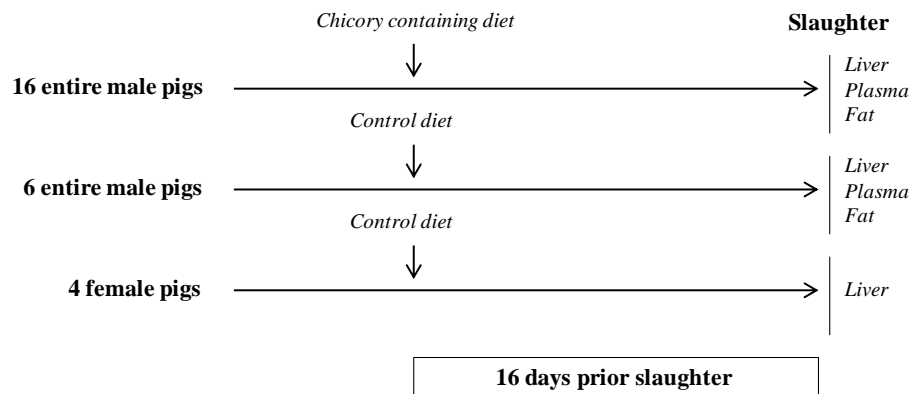 Chicory containing diet
Slaughter
16 entire male pigs
Liver
Plasma
Fat
Control diet
6 entire male pigs
Liver
Plasma
Fat
Control diet
4 female pigs
Liver
16 days prior slaughter